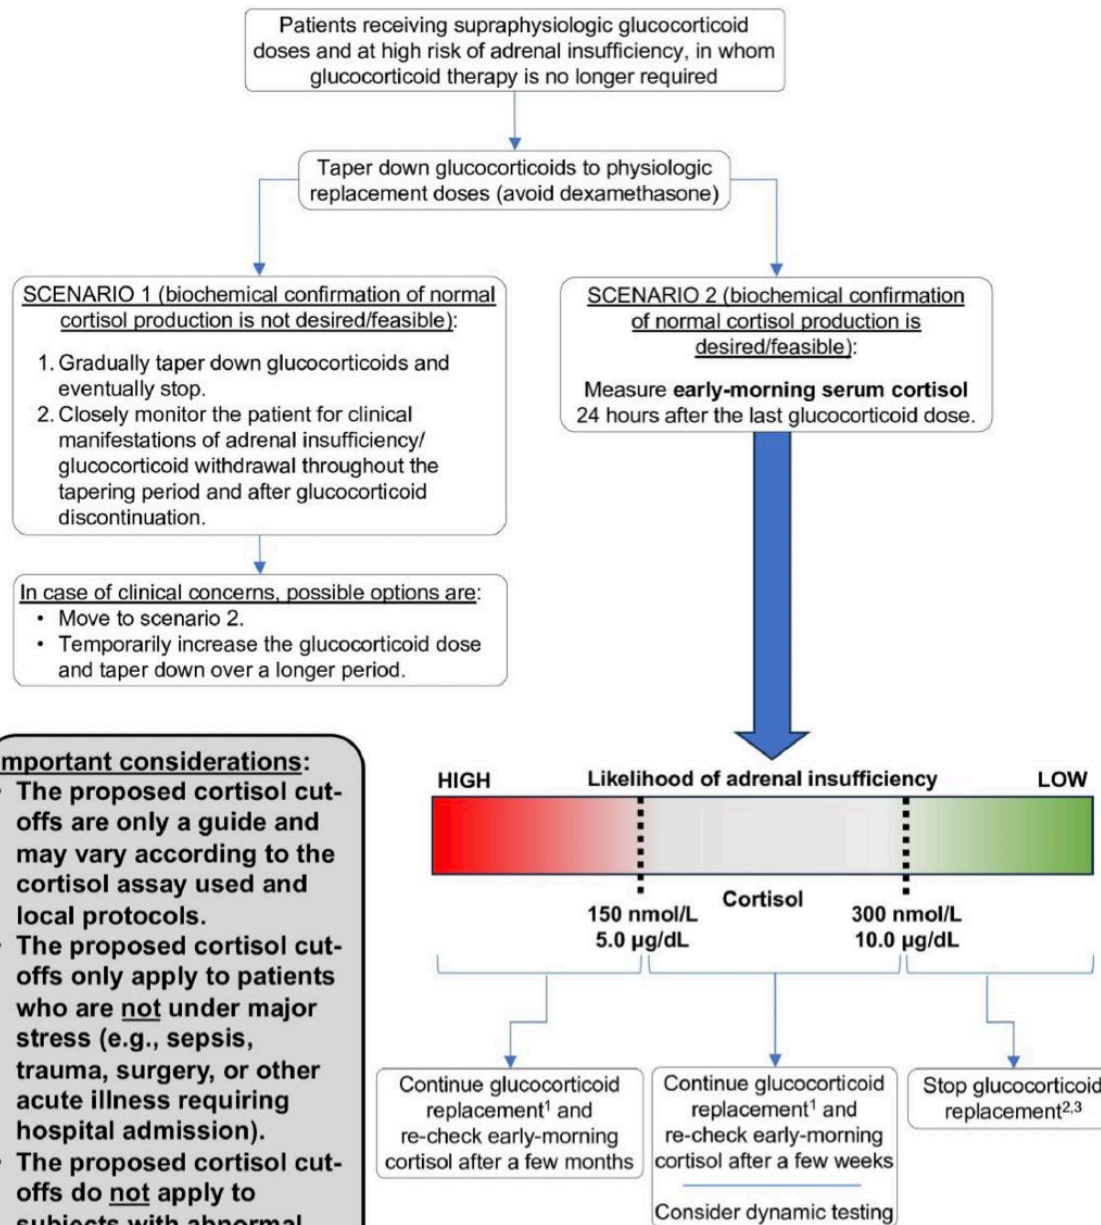 Patients receiving supraphysiologic glucocorticoid
doses and at high risk of adrenal insufficiency, in whom
glucocorticoid therapy is no longer required
Taper down glucocorticoids to physiologic
replacement doses (avoid dexamethasone)
SCENARIO 1 (biochemical confirmation of normal
cortisol production is not desired/feasible):
1. Gradually taper down glucocorticoids and
eventually stop.
2. Closely monitor the patient for clinical
manifestations of adrenal insufficiency/
glucocorticoid withdrawal throughout the
tapering period and after glucocorticoid
discontinuation.
In case of clinical concerns, possible options are:
• Move to scenario 2.
• Temporarily increase the glucocorticoid dose
and taper down over a longer period.
SCENARIO 2 (biochemical confirmation
of normal cortisol production is
desired/feasible):
Measure early-morning serum cortisol
24 hours after the last glucocorticoid dose.
mportant considerations:
• The proposed cortisol cut-
offs are only a guide and
may vary according to the
cortisol assay used and
local protocols.
• The proposed cortisol cut-
offs only apply to patients
who are not under major
stress (e.g., sepsis,
trauma, surgery, or other
acute illness requiring
hospital admission).
• The proposed cortisol cut-
offs do not apply to
subjects with abnormal
HIGH Likelihood of adrenal insufficiency LOW
Cortisol
150 nmol/L
5.0 µg/dL
300 nmol/L
10.0 µg/dL
Continue glucocorticoid
replacement¹ and
re-check early-morning
cortisol after a few months
Continue glucocorticoid
replacement¹ and
re-check early-morning
cortisol after a few weeks
Consider dynamic testing
Stop glucocorticoid
replacement²,³